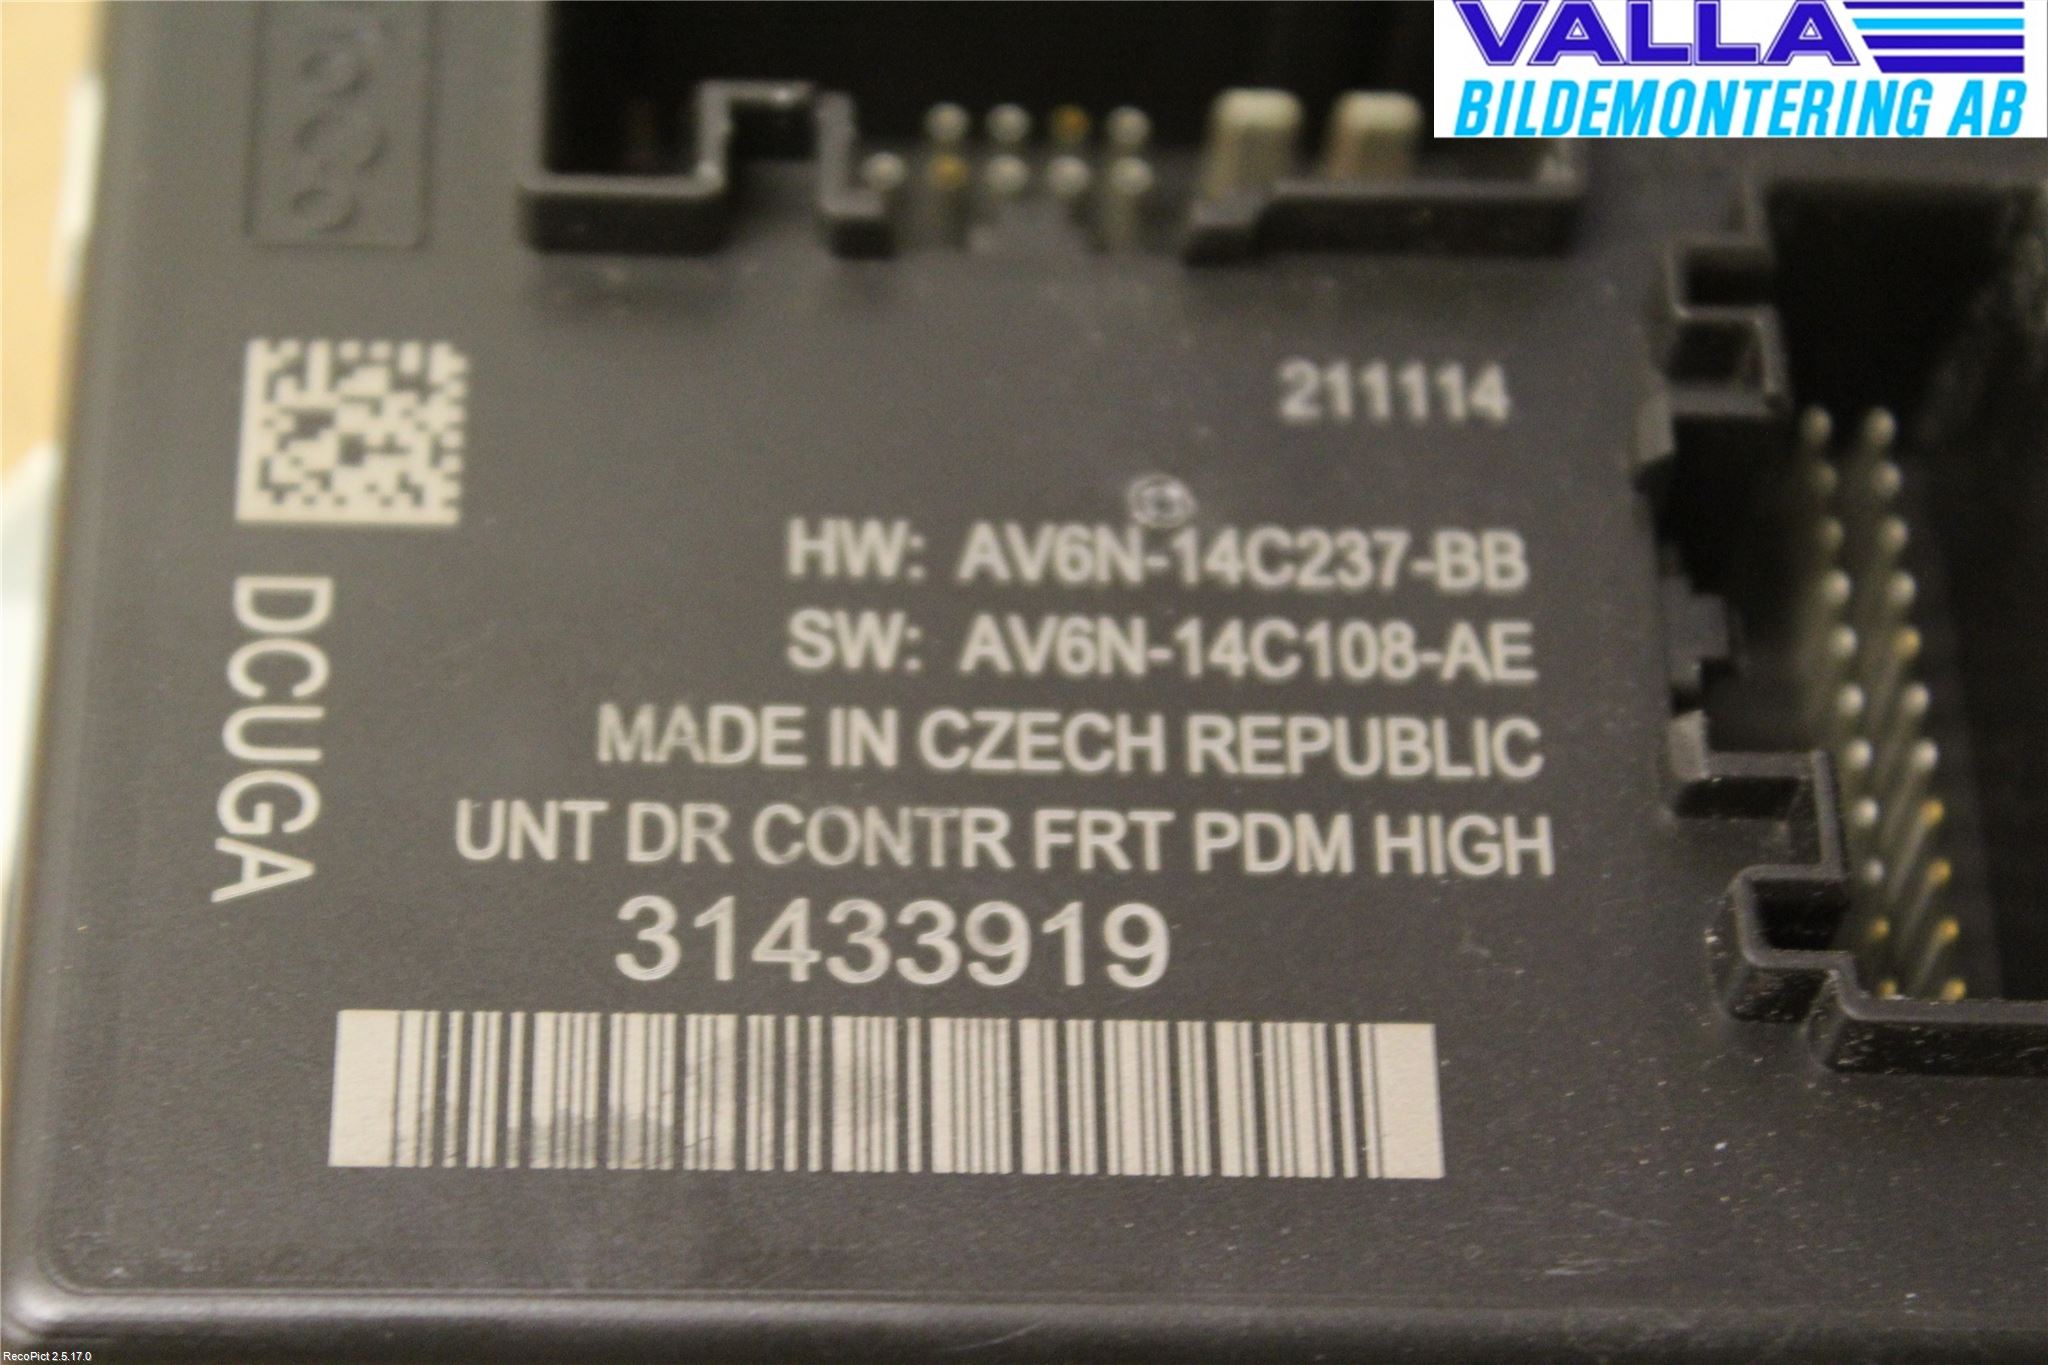 VALLA
BILDEMONTERING AB
211114
HW: AV6N-14C237-BB
SW: AV6N-14C108-AE
MADE IN CZECH REPUBLIC
UNT DR CONTR FRT PDM HIGH
31433919
DCUGA
RecoPict 2.5.17.0